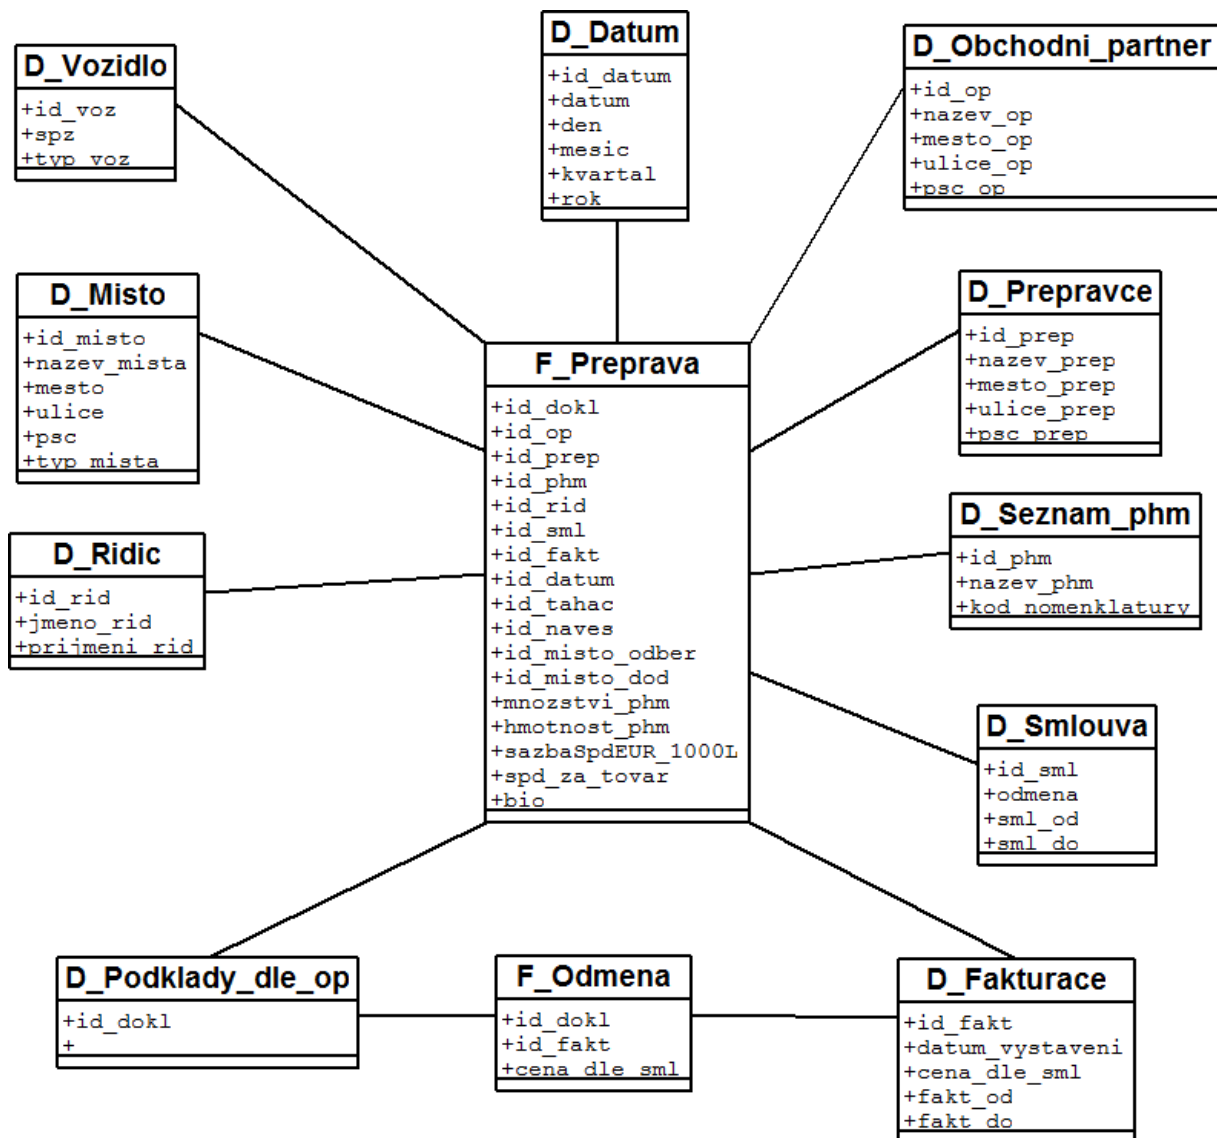 D_Vozidlo
+id_voz
+spz
+typ_voz
D_Datum
+id_datum
+datum
+den
+mesic
+kvartal
+rok
D_Obchodni_partner
+id_op
+nazev_op
+mesto_op
+ulice_op
+psc_op
D_Misto
+id_misto
+nazev_mista
+mesto
+ulice
+psc
+typ_mista
D_Prepravce
+id_prep
+nazev_prep
+mesto_prep
+ulice_prep
+psc_prep
F_Preprava
+id_dokl
+id_op
+id_prep
+id_phm
+id_rid
+id_sml
+id_fakt
+id_datum
+id_tahac
+id_naves
+id_misto_odber
+id_misto_dod
+mnozstvi_phm
+hmotnost_phm
+sazbaSpdEUR_1000L
+spd_za_tovar
+bio
D_Ridic
+id_rid
+jmeno_rid
+prijmeni_rid
D_Seznam_phm
+id_phm
+nazev_phm
+kod_nomenklatury
D_Smlouva
+id_sml
+odmena
+sml_od
+sml_do
D_Podklady_dle_op
+id_dokl
+
F_Odmena
+id_dokl
+id_fakt
+cena_dle_sml
D_Fakturace
+id_fakt
+datum_vystaveni
+cena_dle_sml
+fakt_od
+fakt_do